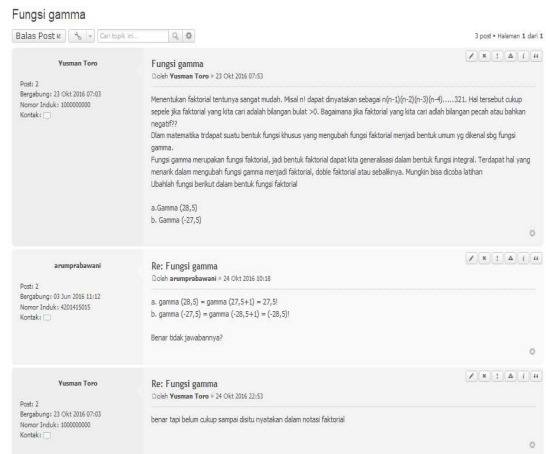 Fungsi gamma
Balas Post
Cari topik ini...
3 post • Halaman 1 dari 1
Yusman Toro
Post: 2
Bergabung: 23 Okt 2016 07:03
Nomor Induk: 1000000000
Kontak:
Fungsi gamma
oleh Yusman Toro » 23 Okt 2016 07:53
Menentukan faktorial tentunya sangat mudah. Misal n! dapat dinyatakan sebagai n(n-1)(n-2)(n-3)(n-4).....321. Hal tersebut cukup
sepele jika faktorial yang kita cari adalah bilangan bulat >0. Bagaimana jika faktorial yang kita cari adlah bilangan pecah atau bahkan
negatif??
Dlam matematika trdapat suatu bentuk fungsi khusus yang mengubah fungsi faktorial menjadi bentuk umum yg dikenal sbg fungsi
gamma.
Fungsi gamma merupakan fungsi faktorial, jadi bentuk faktorial dapat kita generalisasi dalam bentuk fungsi integral. Terdapat hal yang
menarik dalam mengubah fungsi gamma menjadi faktorial, doble faktorial atau sebaliknya. Mungkin bisa dicoba latihan
Ubahlah fungsi berikut dalam bentuk fungsi faktorial
a.Gamma (28,5)
b. Gamma (-27,5)
arumprabawani
Post: 2
Bergabung: 03 Jun 2016 11:12
Nomor Induk: 4201415015
Kontak:
Re: Fungsi gamma
oleh arumprabawani » 24 Okt 2016 10:18
a. gamma (28,5) = gamma (27,5+1) = 27,5!
b. gamma (-27,5) = gamma (-28,5+1) = (-28,5)!
Benar tidak jawabannya?
Yusman Toro
Post: 2
Bergabung: 23 Okt 2016 07:03
Nomor Induk: 1000000000
Kontak:
Re: Fungsi gamma
oleh Yusman Toro » 24 Okt 2016 22:53
benar tapi belum cukup sampai disitu nyatakan dalam notasi faktorial